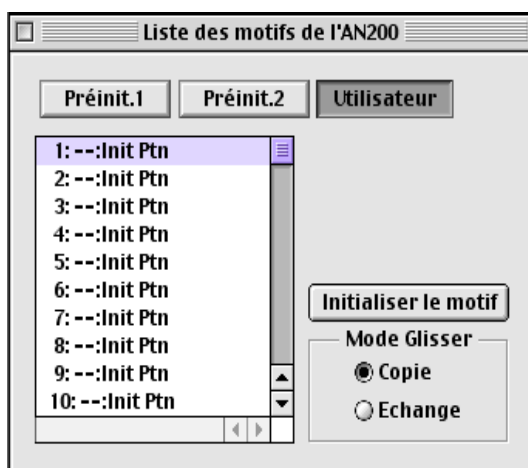 Liste des motifs de l'AN200
Préinit.1 Préinit.2 Utilisateur
1: --:Init Ptn
2: --:Init Ptn
3: --:Init Ptn
4: --:Init Ptn
5: --:Init Ptn
6: --:Init Ptn
7: --:Init Ptn
8: --:Init Ptn
9: --:Init Ptn
10: --:Init Ptn
Initialiser le motif
Mode Glisser
Copie
Echange